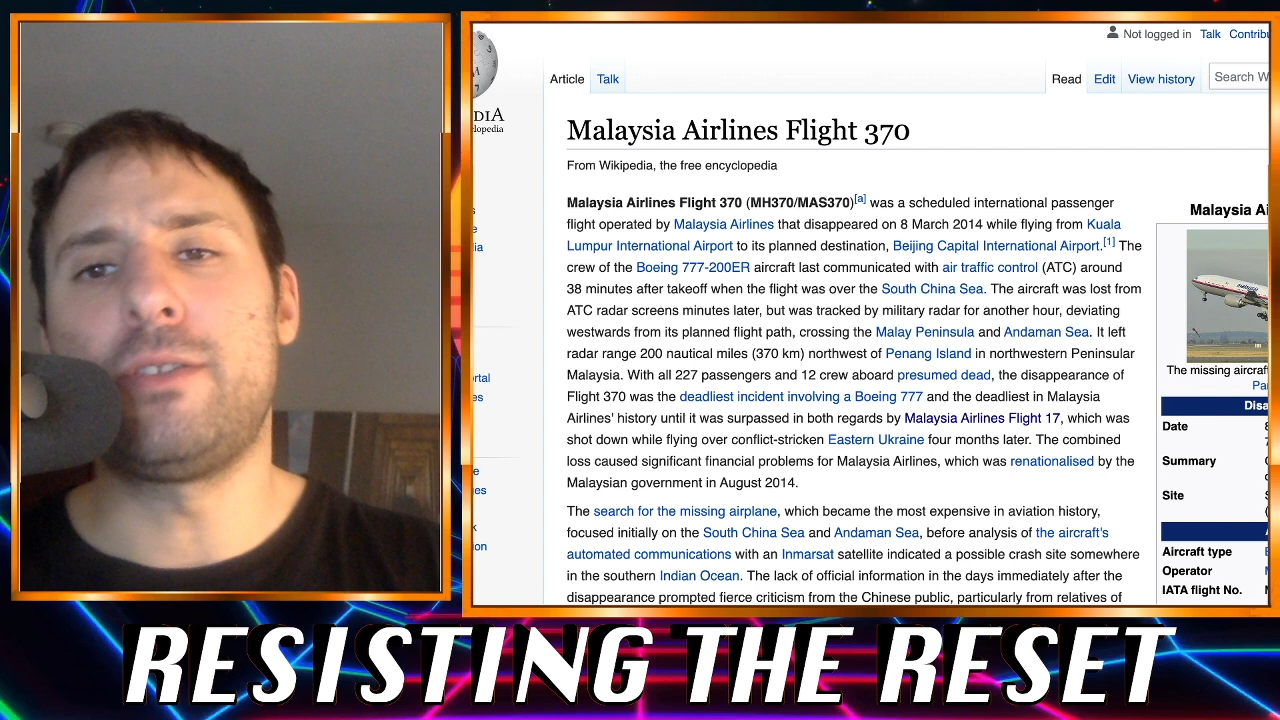 Not logged in Talk Contribu
Article Talk Read Edit View history Search W
DIA
clopedia
Malaysia Airlines Flight 370
From Wikipedia, the free encyclopedia
Malaysia Airlines Flight 370 (MH370/MAS370)[a] was a scheduled international passenger
flight operated by Malaysia Airlines that disappeared on 8 March 2014 while flying from Kuala
Lumpur International Airport to its planned destination, Beijing Capital International Airport.[1] The
crew of the Boeing 777-200ER aircraft last communicated with air traffic control (ATC) around
38 minutes after takeoff when the flight was over the South China Sea. The aircraft was lost from
ATC radar screens minutes later, but was tracked by military radar for another hour, deviating
westwards from its planned flight path, crossing the Malay Peninsula and Andaman Sea. It left
radar range 200 nautical miles (370 km) northwest of Penang Island in northwestern Peninsular
Malaysia. With all 227 passengers and 12 crew aboard presumed dead, the disappearance of
Flight 370 was the deadliest incident involving a Boeing 777 and the deadliest in Malaysia
Airlines' history until it was surpassed in both regards by Malaysia Airlines Flight 17, which was
shot down while flying over conflict-stricken Eastern Ukraine four months later. The combined
loss caused significant financial problems for Malaysia Airlines, which was renationalised by the
Malaysian government in August 2014.
The search for the missing airplane, which became the most expensive in aviation history,
focused initially on the South China Sea and Andaman Sea, before analysis of the aircraft's
automated communications with an Inmarsat satellite indicated a possible crash site somewhere
in the southern Indian Ocean. The lack of official information in the days immediately after the
disappearance prompted fierce criticism from the Chinese public, particularly from relatives of
Malaysia Ai
The missing aircraf
Pa
Disa
Date
Summary
Site
Aircraft type
Operator
IATA flight No.
RESISTING THE RESET